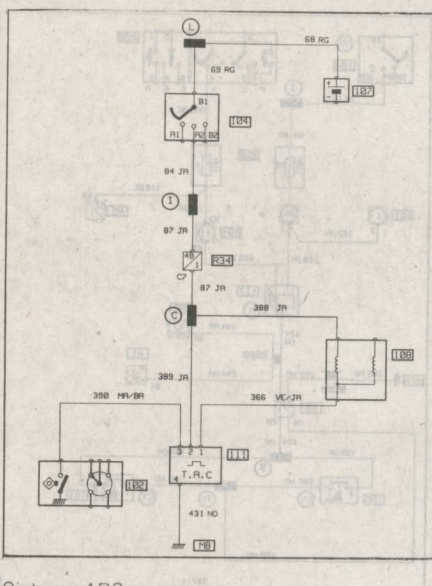 L
68 RG
69 RG
+
-
107
B1
104
A1
A2 B2
84 JA
1
87 JA
4B
1
R34
C7
87 JA
388 JA
C
108
389 JA
390 MA/BA
366 VE/JA
3 2 1
111
T.A.C
4
102
431 NO
M8